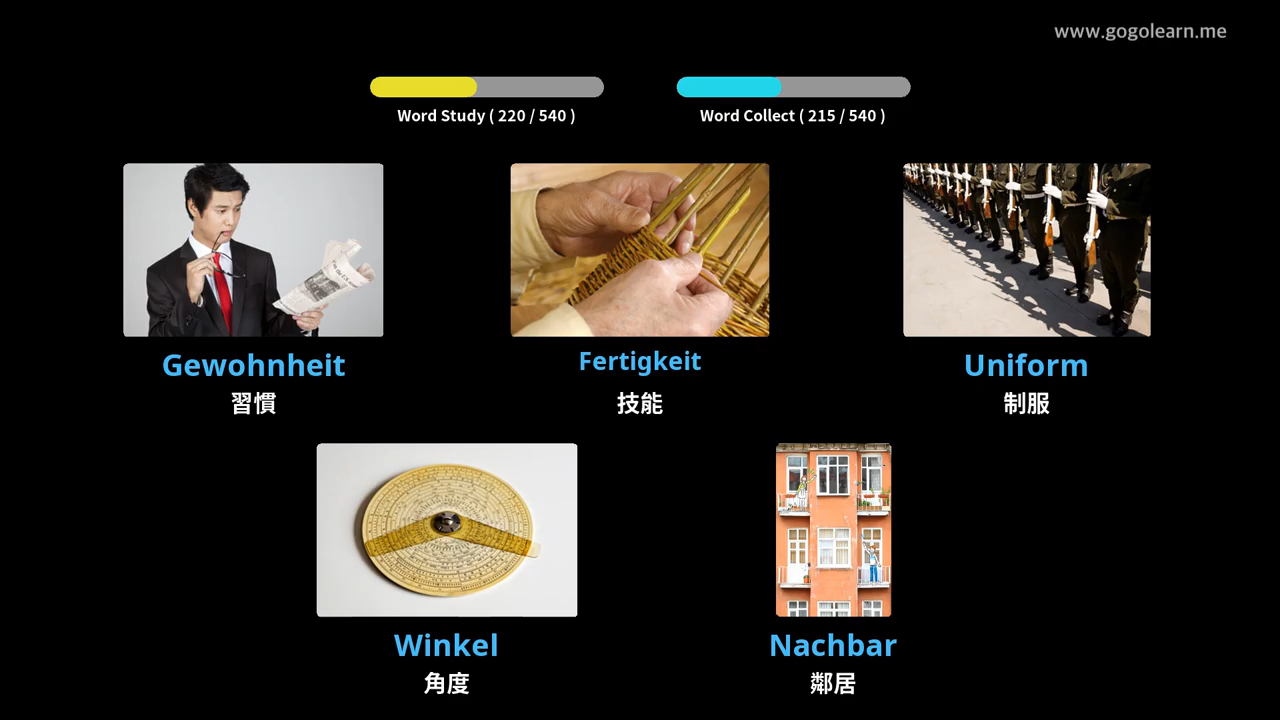 www.gogolearn.me
Word Study ( 220 / 540 )
Word Collect ( 215 / 540 )
Gewohnheit
習慣
Fertigkeit
技能
Uniform
制服
Winkel
角度
Nachbar
鄰居